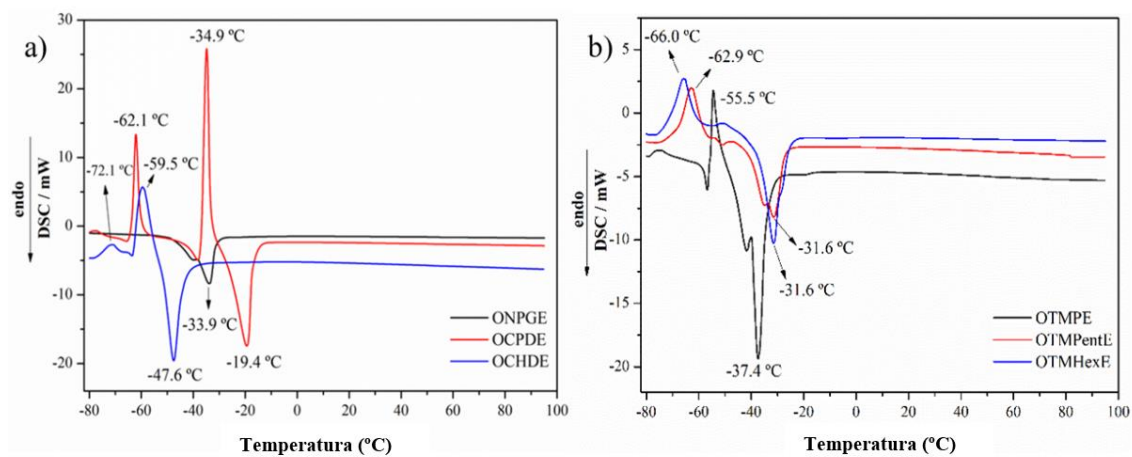 a)
30
20
10
0
-10
-20
endo
DSC / mW
-34.9 ºC
-62.1 ºC
-72.1 ºC
-59.5 ºC
-33.9 ºC
-19.4 ºC
-47.6 ºC
ONPGE
OCPDE
OCHDE
-80 -60 -40 -20 0 20 40 60 80 100
Temperatura (ºC)
b)
5
0
-5
-10
-15
-20
endo
DSC / mW
-66.0 ºC
-62.9 ºC
-55.5 ºC
-31.6 ºC
-31.6 ºC
-37.4 ºC
OTMPE
OTMPentE
OTMHexE
-80 -60 -40 -20 0 20 40 60 80 100
Temperatura (ºC)